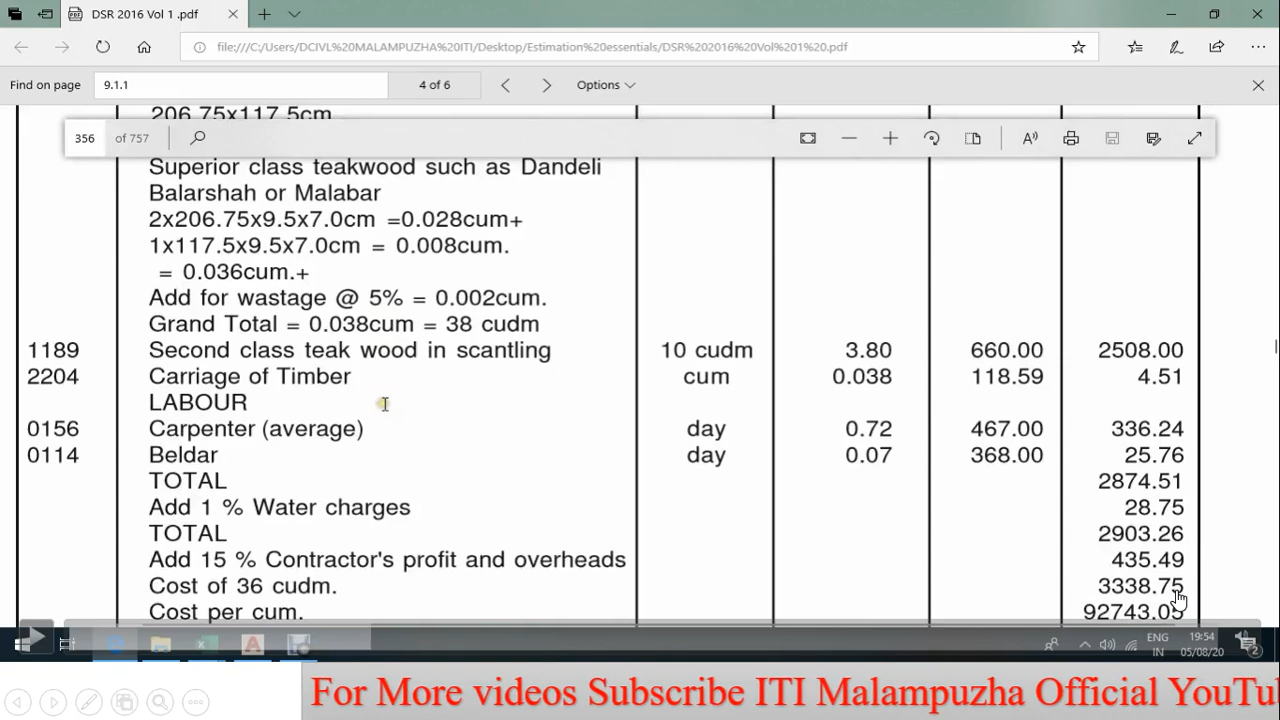 DSR 2016 Vol 1 .pdf
file:///C:/Users/DCIVL%20MALAMPUZHA%20ITI/Desktop/Estimation%20essentials/DSR%202016%20Vol%201%20.pdf
Find on page 9.1.1 4 of 6 Options
206.75x117.5cm
356 of 757
Superior class teakwood such as Dandeli
Balarshah or Malabar
2x206.75x9.5x7.0cm =0.028cum+
1x117.5x9.5x7.0cm = 0.008cum.
= 0.036cum.+
Add for wastage @ 5% = 0.002cum.
Grand Total = 0.038cum = 38 cudm
1189 Second class teak wood in scantling 10 cudm 3.80 660.00 2508.00
2204 Carriage of Timber cum 0.038 118.59 4.51
LABOUR
0156 Carpenter (average) day 0.72 467.00 336.24
0114 Beldar day 0.07 368.00 25.76
TOTAL 2874.51
Add 1 % Water charges 28.75
TOTAL 2903.26
Add 15 % Contractor's profit and overheads 435.49
Cost of 36 cudm. 3338.75
Cost per cum. 92743.05
ENG 19:54
IN 05/08/20
2
For More videos Subscribe ITI Malampuzha Official YouTu